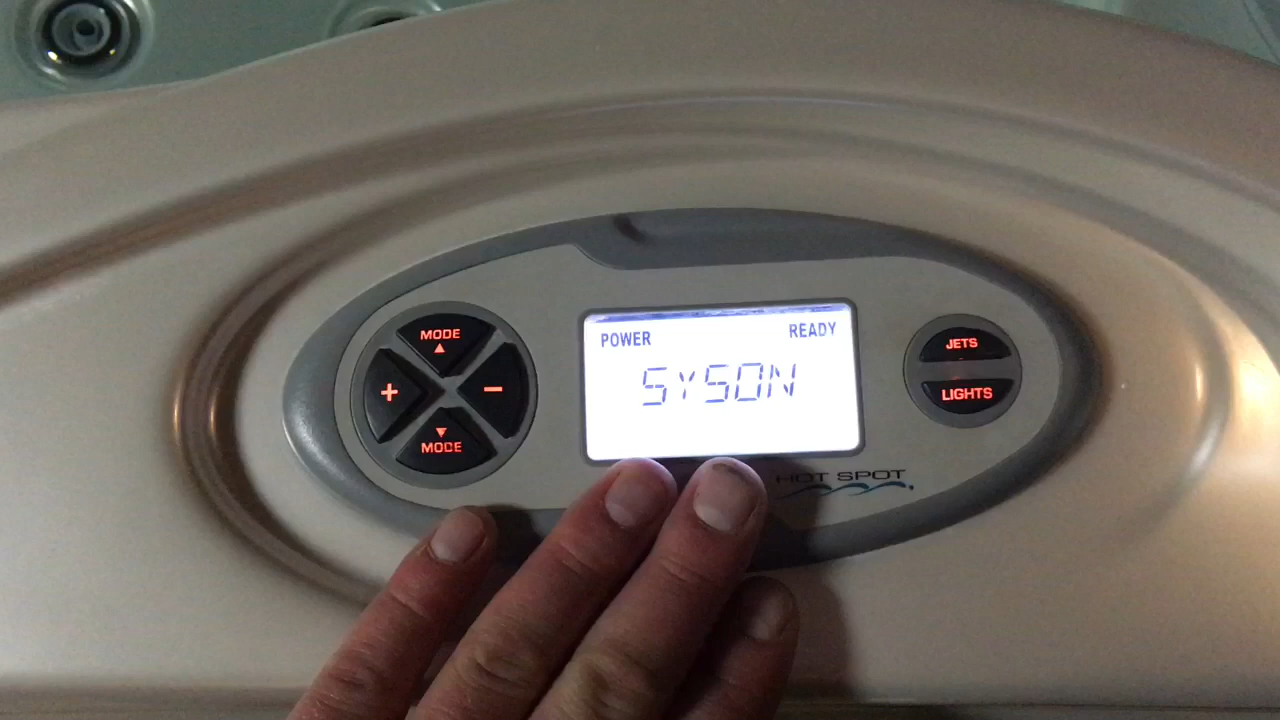 MODE
+
-
MODE
POWER READY
SYSON
JETS
LIGHTS
HOT SPOT